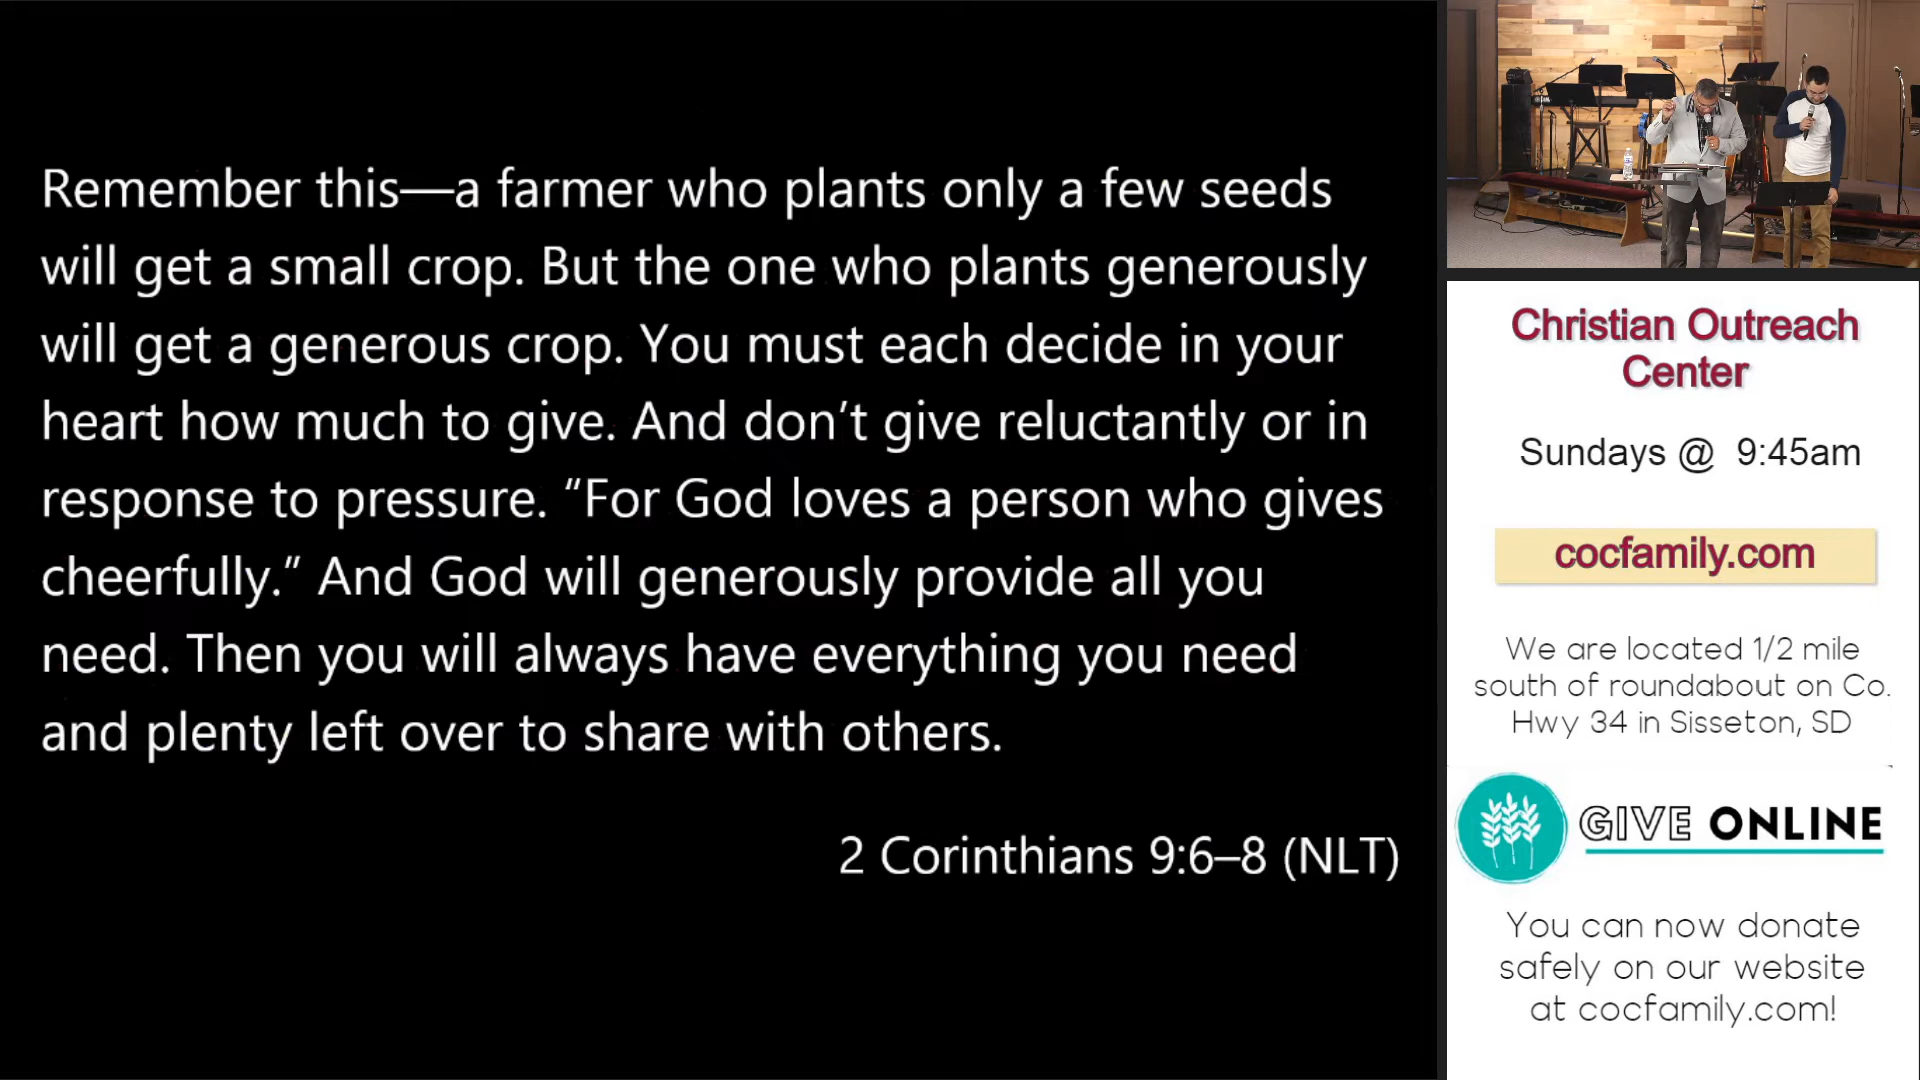 Remember this—a farmer who plants only a few seeds
will get a small crop. But the one who plants generously
will get a generous crop. You must each decide in your
heart how much to give. And don’t give reluctantly or in
response to pressure. “For God loves a person who gives
cheerfully.” And God will generously provide all you
need. Then you will always have everything you need
and plenty left over to share with others.
2 Corinthians 9:6–8 (NLT)
Christian Outreach
Center
Sundays @ 9:45am
cocfamily.com
We are located 1/2 mile
south of roundabout on Co.
Hwy 34 in Sisseton, SD
GIVE ONLINE
You can now donate
safely on our website
at cocfamily.com!